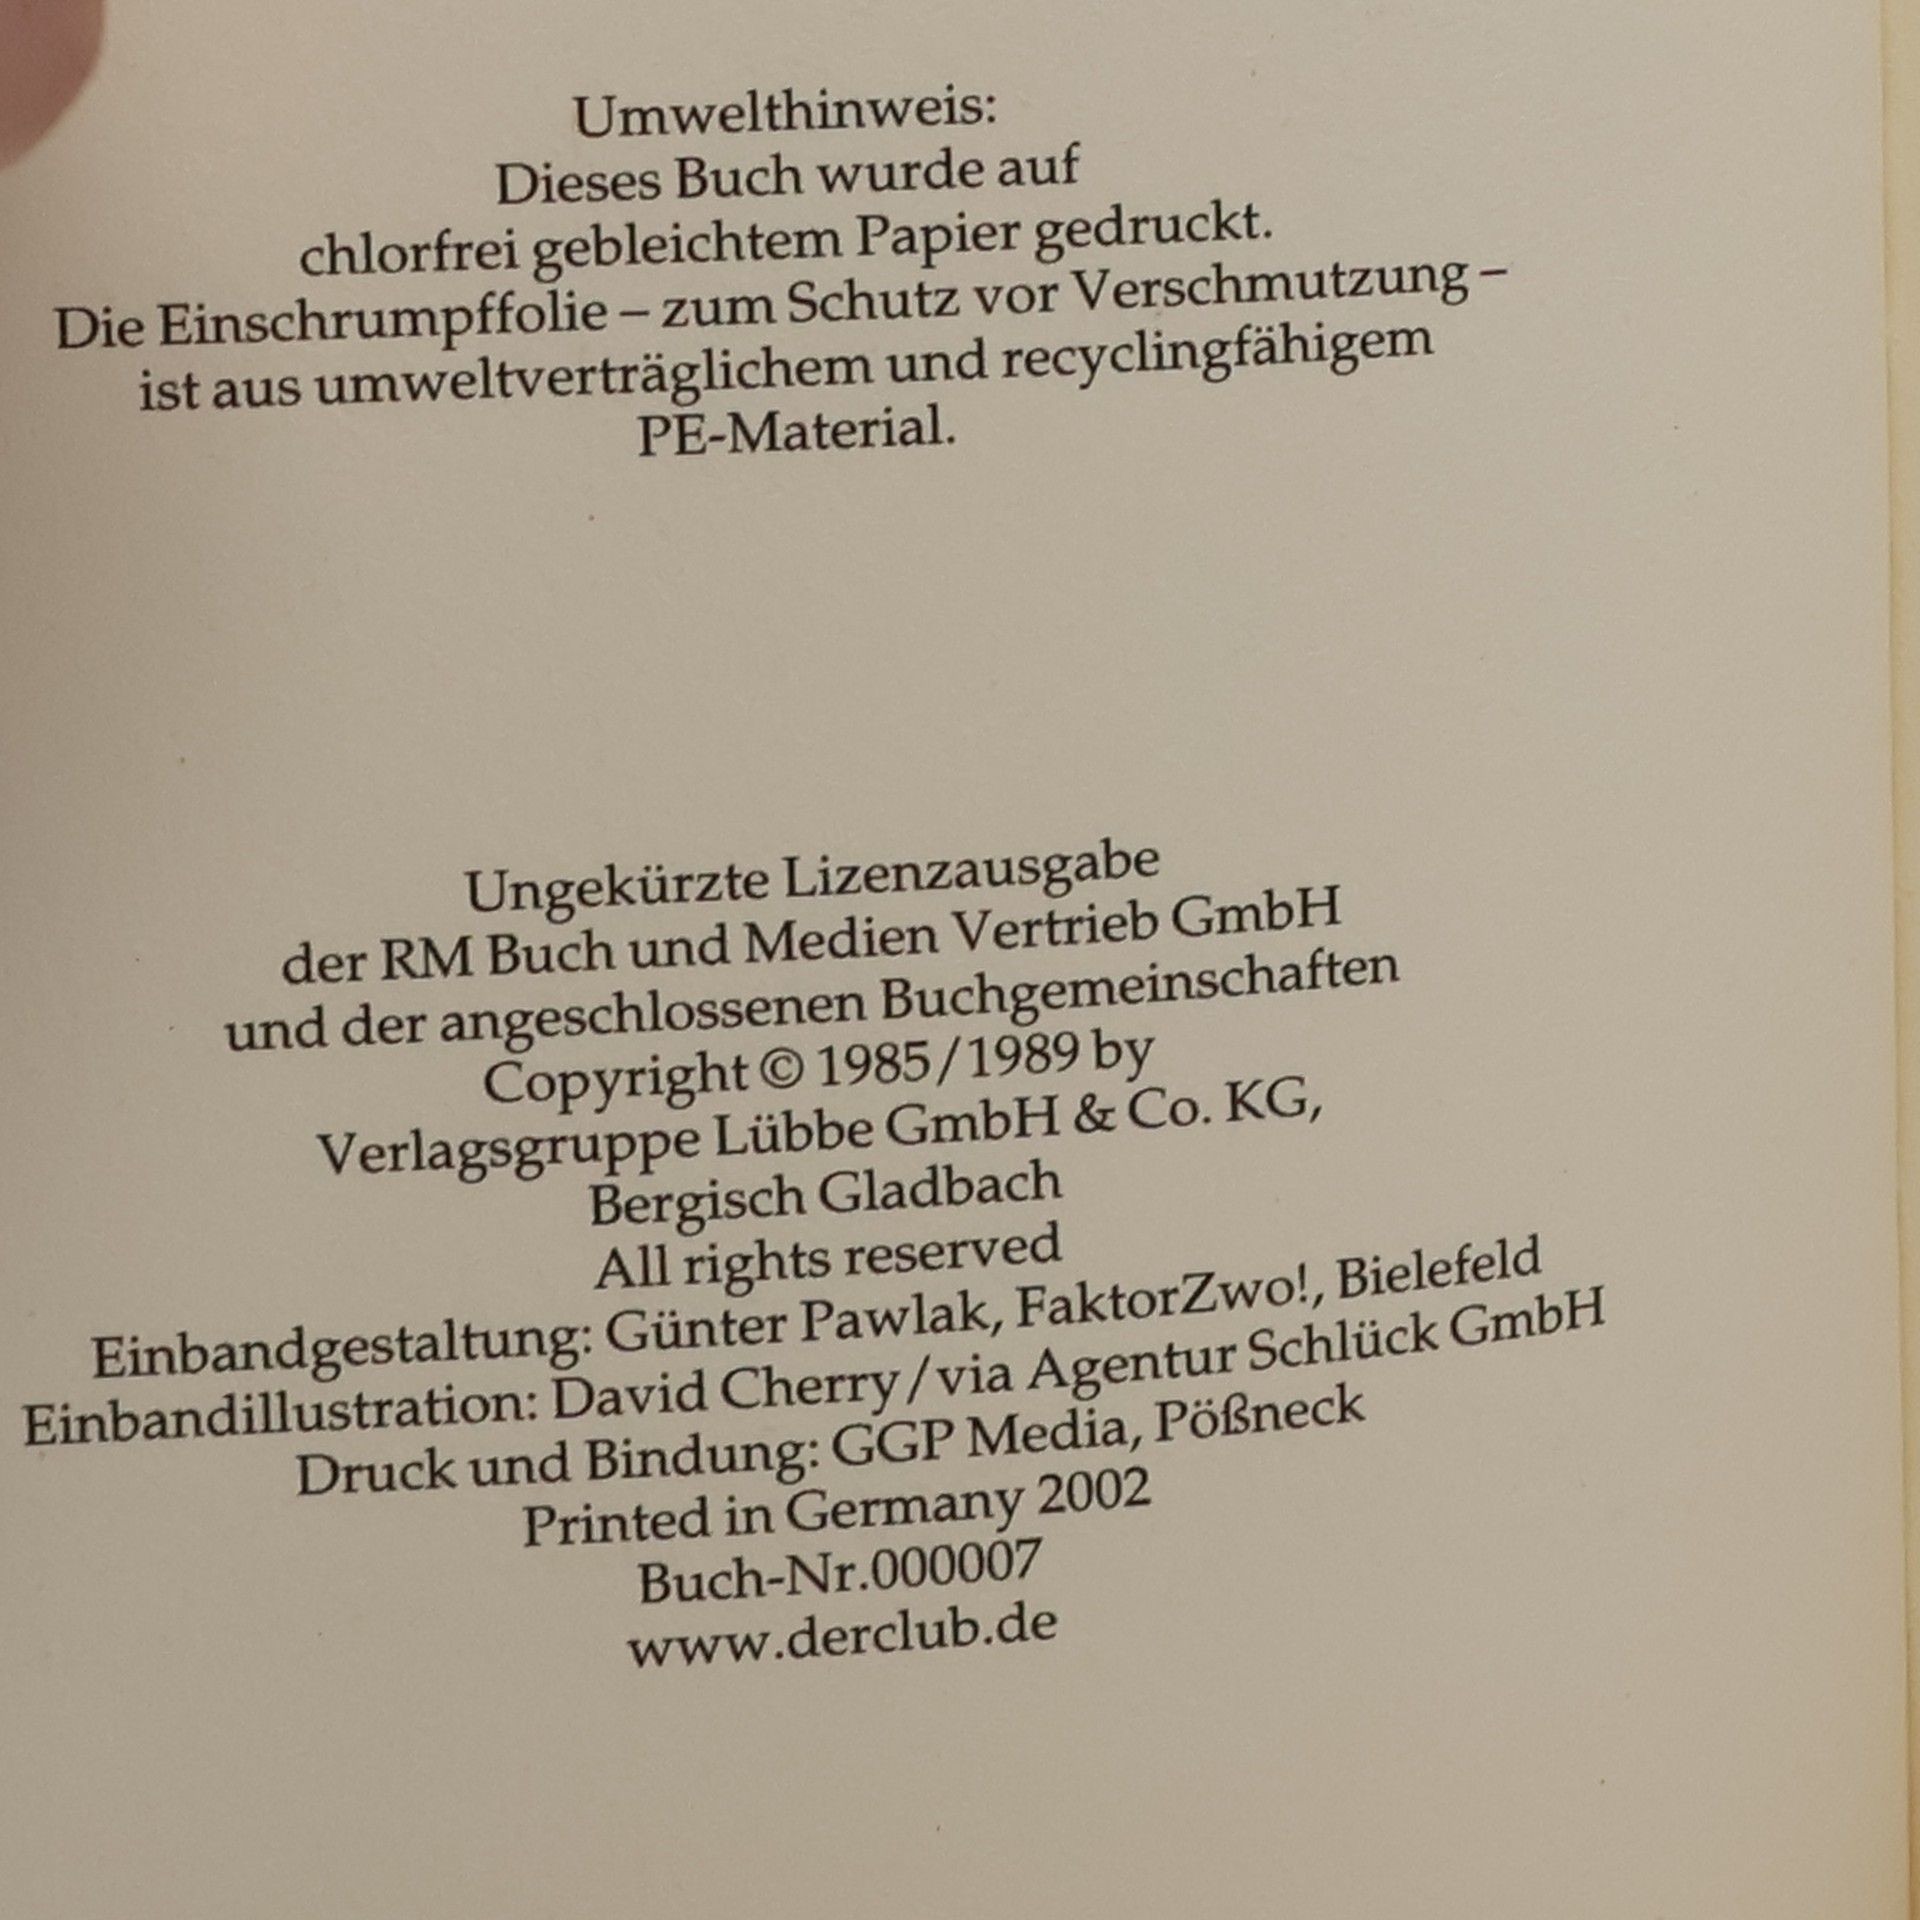 Umwelthinweis:
Dieses Buch wurde auf
chlorfrei gebleichtem Papier gedruckt.
Die Einschrumpffolie – zum Schutz vor Verschmutzung –
ist aus umweltverträglichem und recyclingfähigem
PE-Material.
Ungekürzte Lizenzausgabe
der RM Buch und Medien Vertrieb GmbH
und der angeschlossenen Buchgemeinschaften
Copyright © 1985/1989 by
Verlagsgruppe Lübbe GmbH & Co. KG,
Bergisch Gladbach
All rights reserved
Einbandgestaltung: Günter Pawlak, FaktorZwo!, Bielefeld
Einbandillustration: David Cherry/via Agentur Schlück GmbH
Druck und Bindung: GGP Media, Pößneck
Printed in Germany 2002
Buch-Nr.000007
www.derclub.de